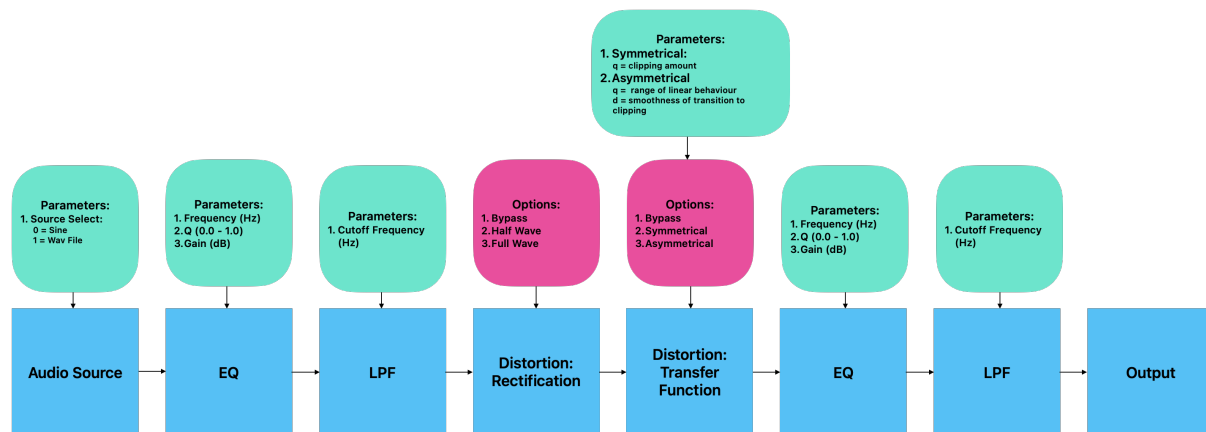 Parameters:
1. Symmetrical:
q = clipping amount
2. Asymmetrical
q = range of linear behaviour
d = smoothness of transition to
clipping
Parameters:
1. Source Select:
0 = Sine
1 = Wav File
Parameters:
1. Frequency (Hz)
2. Q (0.0 - 1.0)
3. Gain (dB)
Parameters:
1. Cutoff Frequency
(Hz)
Options:
1. Bypass
2. Half Wave
3. Full Wave
Options:
1. Bypass
2. Symmetrical
3. Asymmetrical
Parameters:
1. Frequency (Hz)
2. Q (0.0 - 1.0)
3. Gain (dB)
Parameters:
1. Cutoff Frequency
(Hz)
Audio Source
EQ
LPF
Distortion:
Rectification
Distortion:
Transfer
Function
EQ
LPF
Output